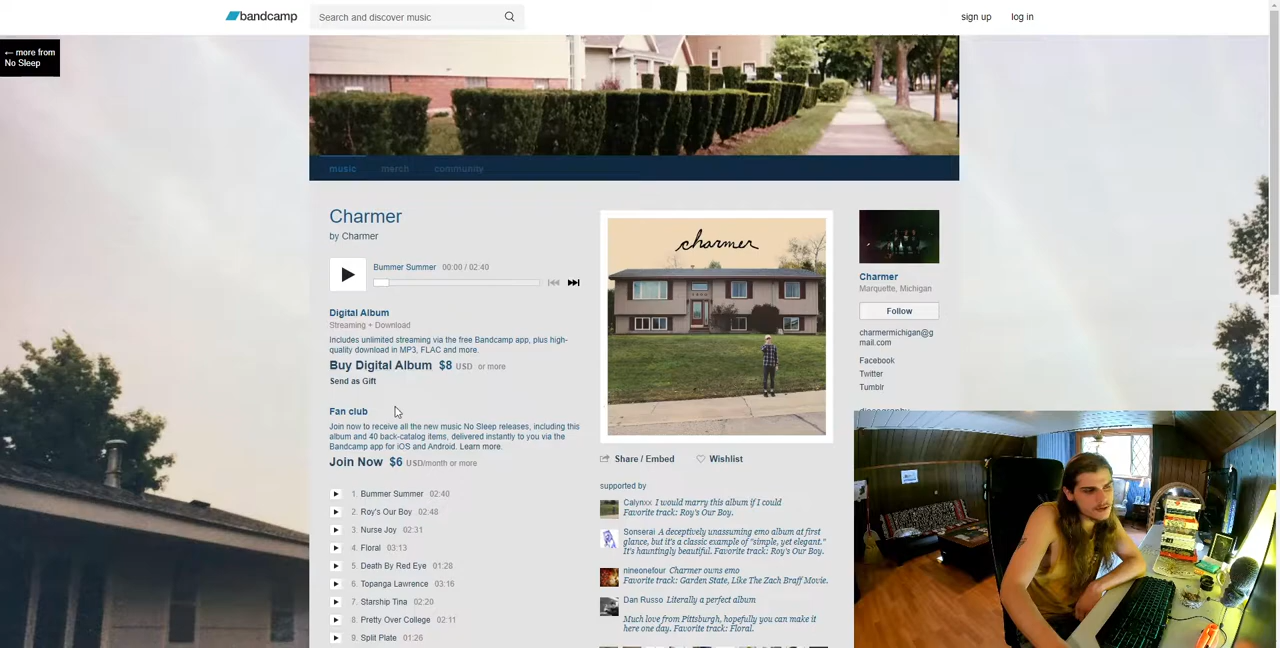 bandcamp
Search and discover music
sign up
log in
← more from
No Sleep
music
merch
community
Charmer
by Charmer
Bummer Summer 00:00 / 02:40
Digital Album
Streaming + Download
Includes unlimited streaming via the free Bandcamp app, plus high-
quality download in MP3, FLAC and more.
Buy Digital Album $8 USD or more
Send as Gift
Fan club
Join now to receive all the new music No Sleep releases, including this
album and 40 back-catalog items, delivered instantly to you via the
Bandcamp app for iOS and Android. Learn more.
Join Now $6 USD/month or more
1. Bummer Summer 02:40
2. Roy's Our Boy 02:48
3. Nurse Joy 02:31
4. Floral 03:13
5. Death By Red Eye 01:28
6. Topanga Lawrence 03:16
7. Starship Tina 02:20
8. Pretty Over College 02:11
9. Split Plate 01:26
charmer
Share / Embed
Wishlist
supported by
Calynxx I would marry this album if I could
Favorite track: Roy's Our Boy.
Sonserai A deceptively unassuming emo album at first
glance, but it's a classic example of "simple, yet elegant."
It's hauntingly beautiful. Favorite track: Roy's Our Boy.
nineonefour Charmer owns emo
Favorite track: Garden State, Like The Zach Braff Movie.
Dan Russo Literally a perfect album
Much love from Pittsburgh, hopefully you can make it
here one day. Favorite track: Floral.
Charmer
Marquette, Michigan
Follow
charmermichigan@g
mail.com
Facebook
Twitter
Tumblr
discography